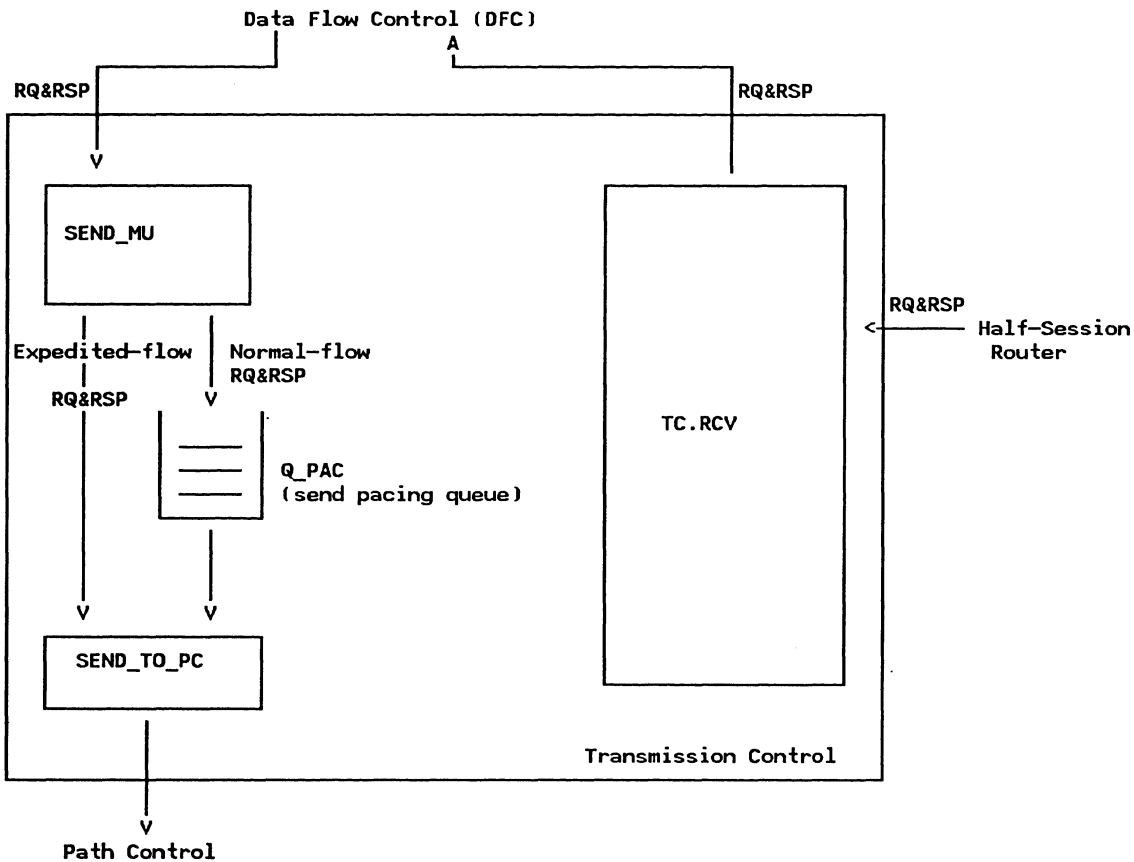 Data Flow Control (DFC)
RQ&RSP
RQ&RSP
SEND_MU
RQ&RSP
Half-Session
Router
Expedited-flow
RQ&RSP
Normal-flow
RQ&RSP
TC.RCV
Q_PAC
(send pacing queue)
SEND_TO_PC
Transmission Control
Path Control